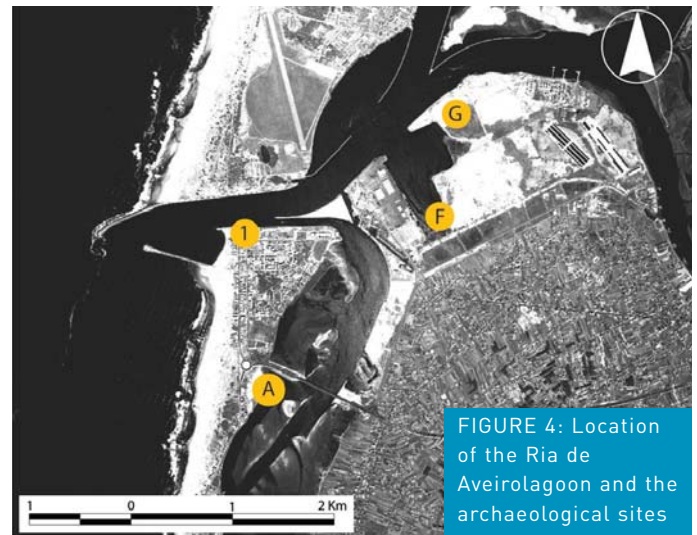 G
F
1
A
FIGURE 4: Location
of the Ria de
Aveirolagoon and the
archaeological sites
1 0 1 2 Km